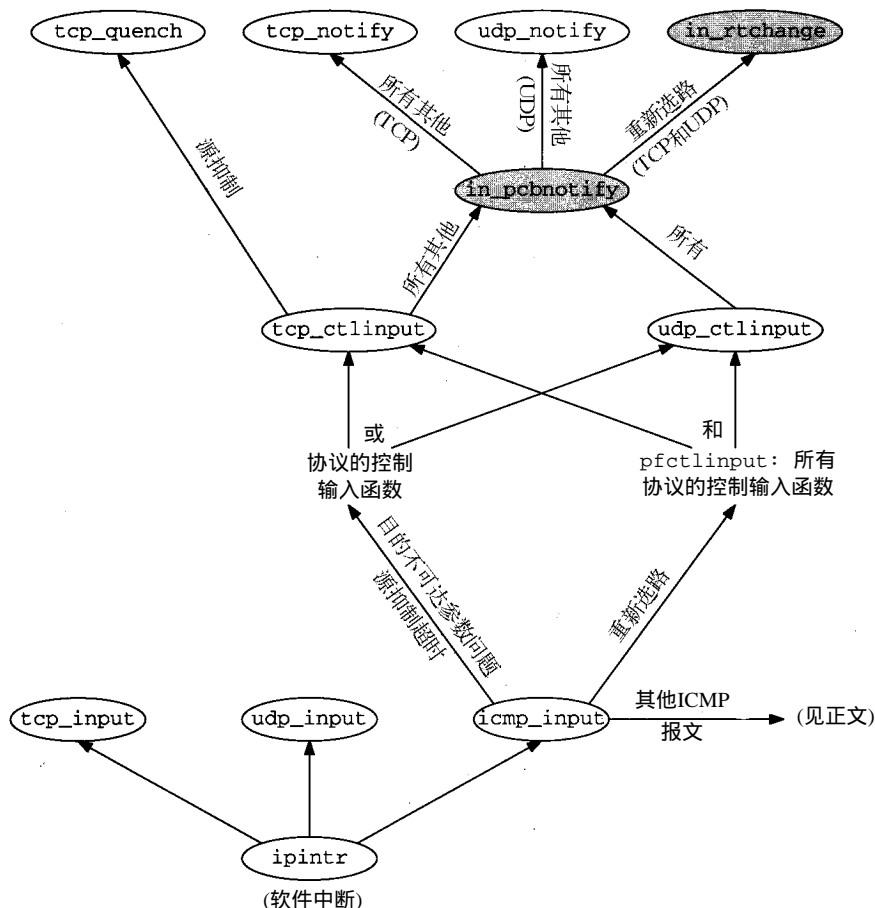 tcp_quench
tcp_notify
udp_notify
in_rtchange
所有其他
(TCP)
所有其他
(UDP)
重新选路
(TCP和UDP)
源抑制
in_pcbnotify
所有其他
所有
tcp_ctlinput
udp_ctlinput
或
协议的控制
输入函数
和
pfctlinput: 所有
协议的控制输入函数
目的不可达参数问题
源抑制超时
重新选路
tcp_input
udp_input
icmp_input
其他ICMP
报文
(见正文)
ipintr
(软件中断)